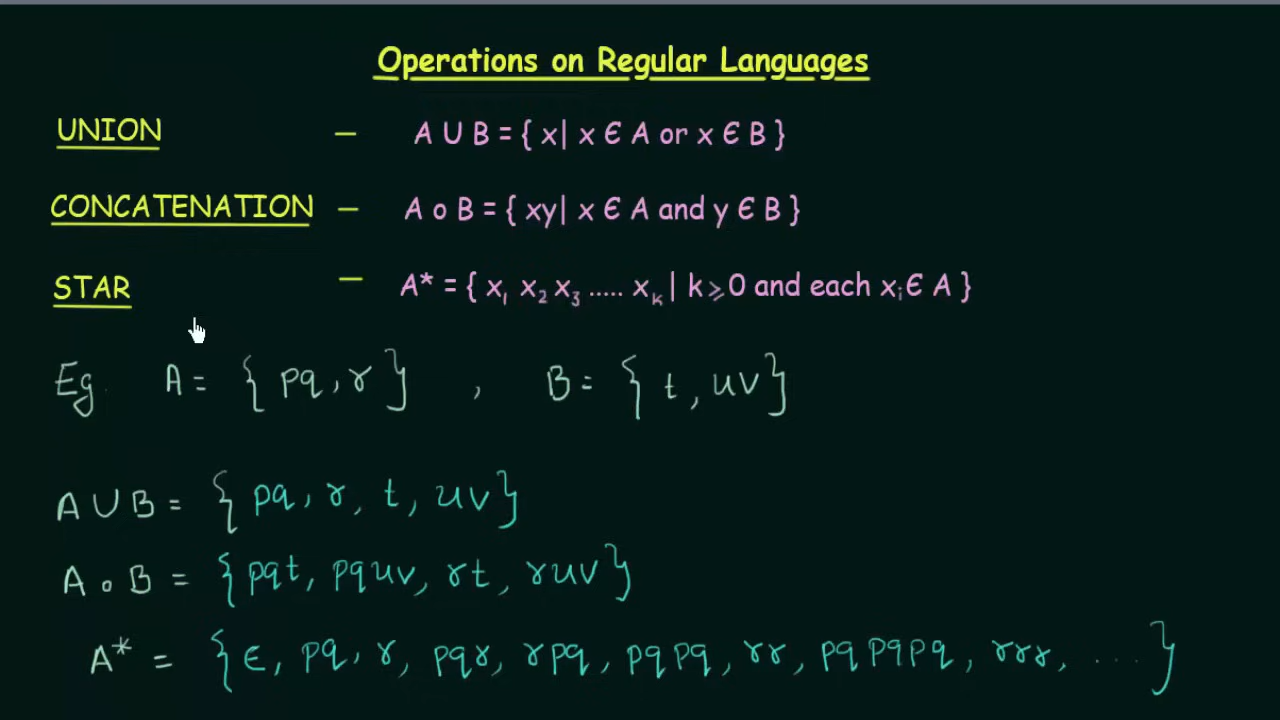 Operations on Regular Languages
UNION – A U B = { x| x Є A or x Є B }
CONCATENATION – A o B = { xy| x Є A and y Є B }
STAR – A* = { x₁ x₂ x₃ ..... xₖ | k ⩾ 0 and each xᵢ Є A }
Eg. A = { pq, r } , B = { t, uv }
A U B = { pq, r, t, uv }
A o B = { pqt, pquv, rt, ruv }
A* = { ϵ, pq, r, pqr, rpq, pqpq, rr, pqpqpq, rrr, .... }